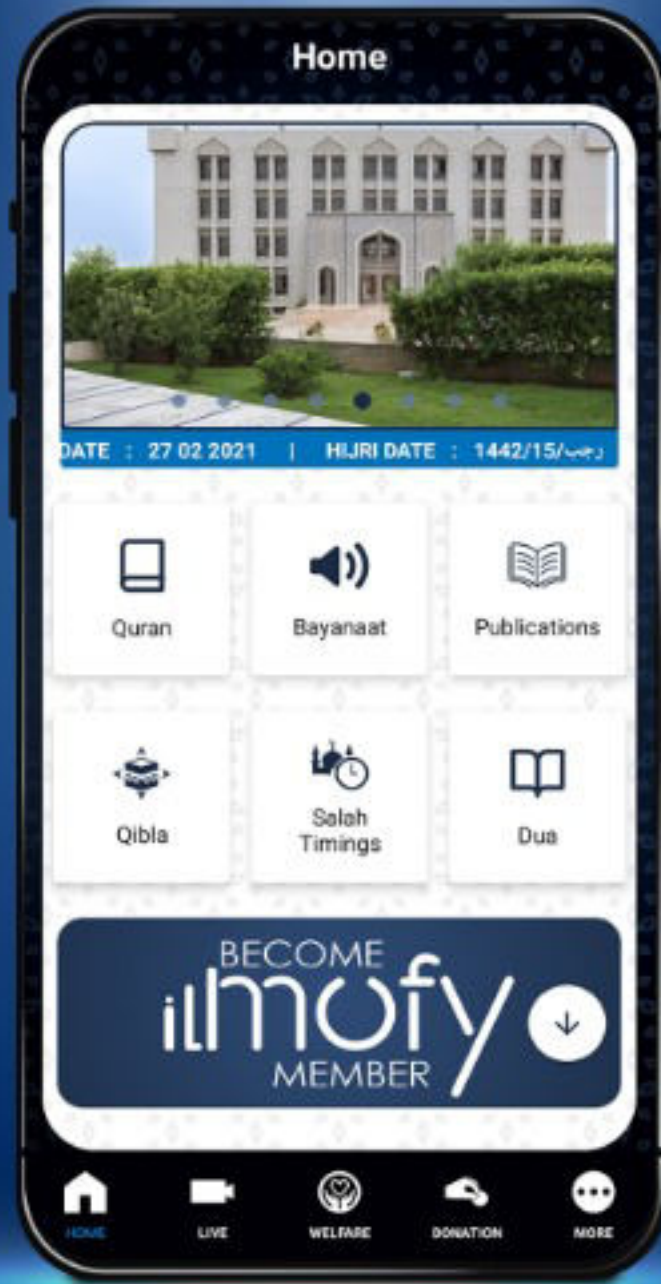 Home
DATE : 27 02 2021 | HIJRI DATE : 1442/15/رجب
Quran
Bayanaat
Publications
Qibla
Salah
Timings
Dua
BECOME
ilmofy
MEMBER
HOME
LIVE
WELFARE
DONATION
MORE